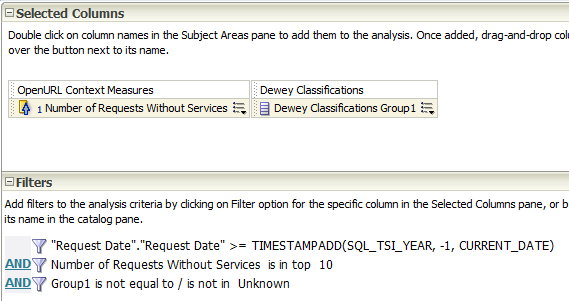 Selected Columns
Double click on column names in the Subject Areas pane to add them to the analysis. Once added, drag-and-drop
over the button next to its name.
OpenURL Context Measures
Dewey Classifications
1 Number of Requests Without Services
Dewey Classifications Group1
Filters
Add filters to the analysis criteria by clicking on Filter option for the specific column in the Selected Columns pane, or b
its name in the catalog pane.
"Request Date"."Request Date" >= TIMESTAMPADD(SQL_TSI_YEAR, -1, CURRENT_DATE)
AND Number of Requests Without Services is in top 10
AND Group1 is not equal to / is not in Unknown